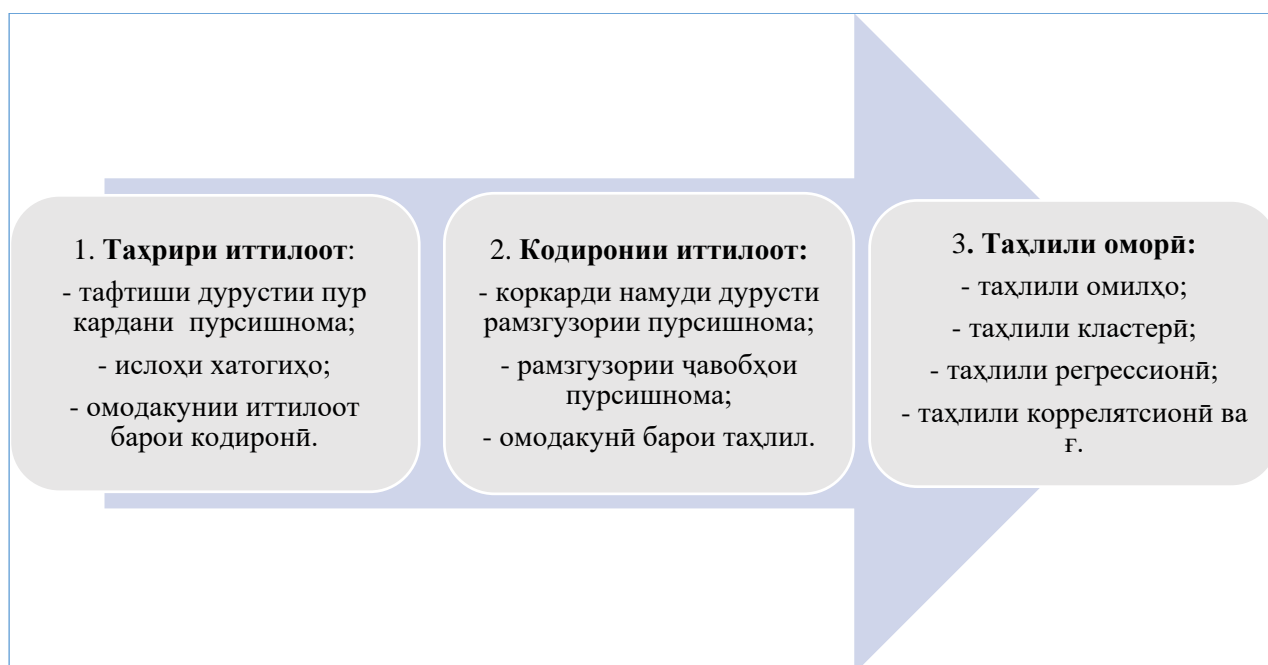 1. Таҳрири иттилоот:
- тафтиши дурустии пур
кардани пурсишнома;
- ислоҳи хатогиҳо;
- омодакунии иттилоот
барои кодиронӣ.
2. Кодиронии иттилоот:
- коркарди намуди дурусти
рамзгузории пурсишнома;
- рамзгузории ҷавобҳои
пурсишнома;
- омодакунӣ барои таҳлил.
3. Таҳлили оморӣ:
- таҳлили омилҳо;
- таҳлили кластерӣ;
- таҳлили регрессионӣ;
- таҳлили коррелятсионӣ ва
ғ.